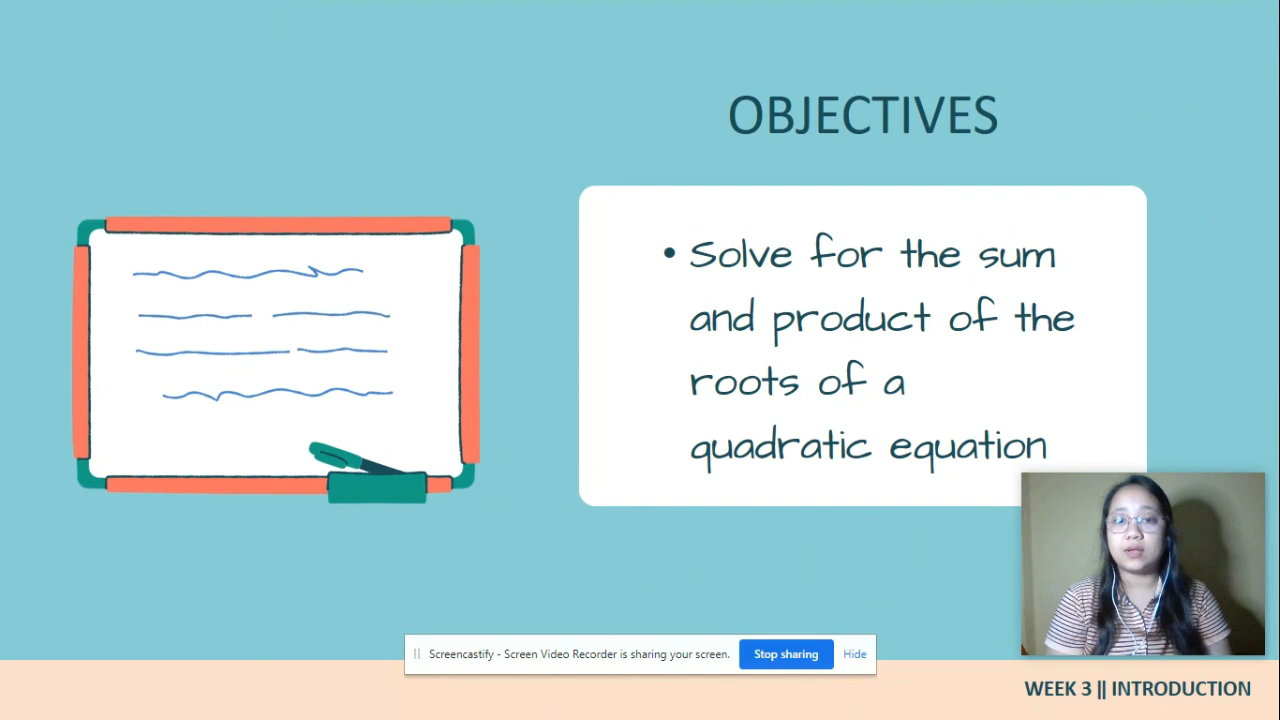 OBJECTIVES
• Solve for the sum
and product of the
roots of a
quadratic equation
Screencastify - Screen Video Recorder is sharing your screen.
Stop sharing
Hide
WEEK 3 || INTRODUCTION